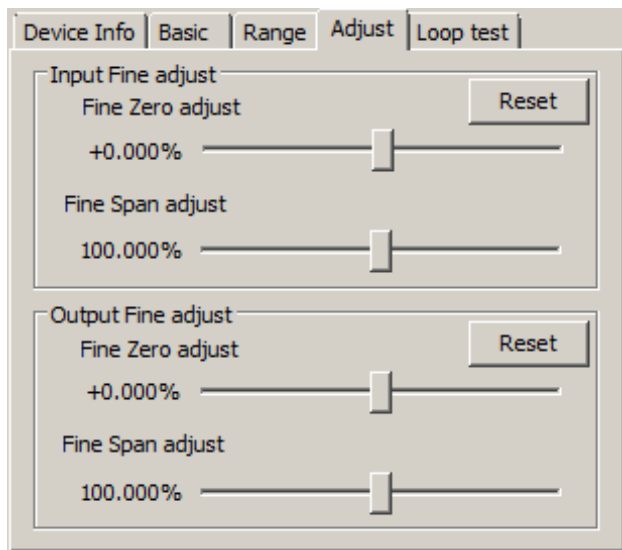 Device Info Basic Range Adjust Loop test
Input Fine adjust
Fine Zero adjust Reset
+0.000%
Fine Span adjust
100.000%
Output Fine adjust
Fine Zero adjust Reset
+0.000%
Fine Span adjust
100.000%